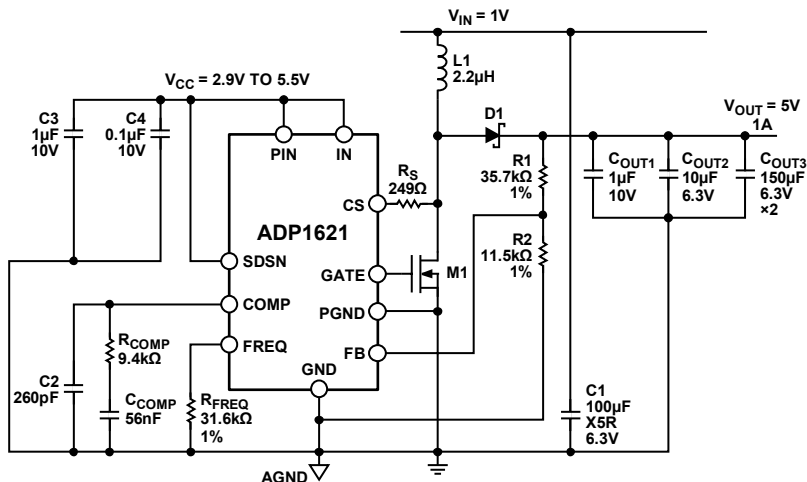 V_IN = 1V
L1
2.2µH
V_CC = 2.9V TO 5.5V
C3
1µF
10V
C4
0.1µF
10V
D1
V_OUT = 5V
1A
PIN
IN
R_S
249Ω
R1
35.7kΩ
1%
C_OUT1
1µF
10V
C_OUT2
10µF
6.3V
C_OUT3
150µF
6.3V
×2
CS
ADP1621
R2
11.5kΩ
1%
SDSN
GATE
M1
COMP
PGND
R_COMP
9.4kΩ
FREQ
FB
GND
C2
260pF
C_COMP
56nF
R_FREQ
31.6kΩ
1%
C1
100µF
X5R
6.3V
AGND